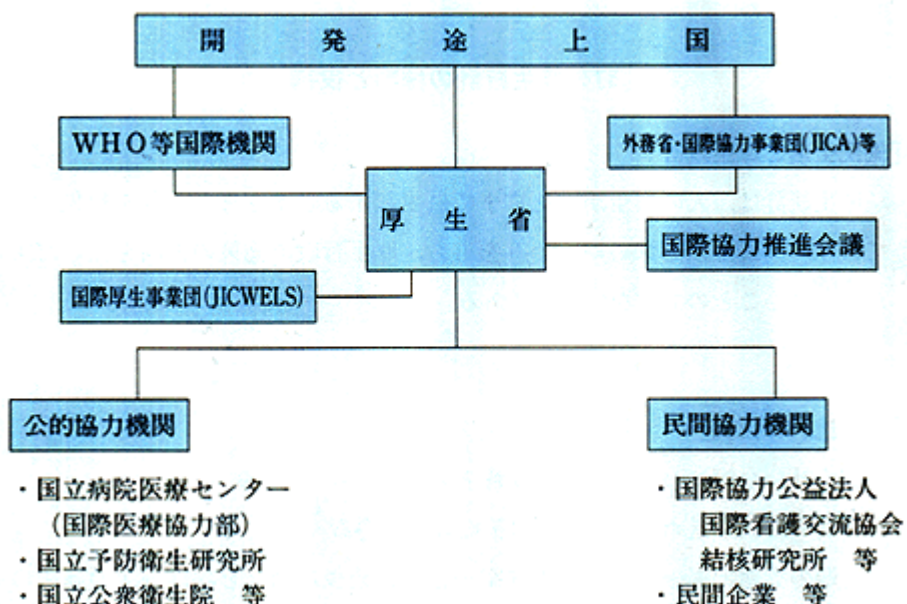 開発途上国
WHO等国際機関
外務省・国際協力事業団(JICA)等
厚生省
国際協力推進会議
国際厚生事業団(JICWELS)
公的協力機関
民間協力機関
・国立病院医療センター
(国際医療協力部)
・国立予防衛生研究所
・国立公衆衛生院 等
・国際協力公益法人
国際看護交流協会
結核研究所 等
・民間企業 等